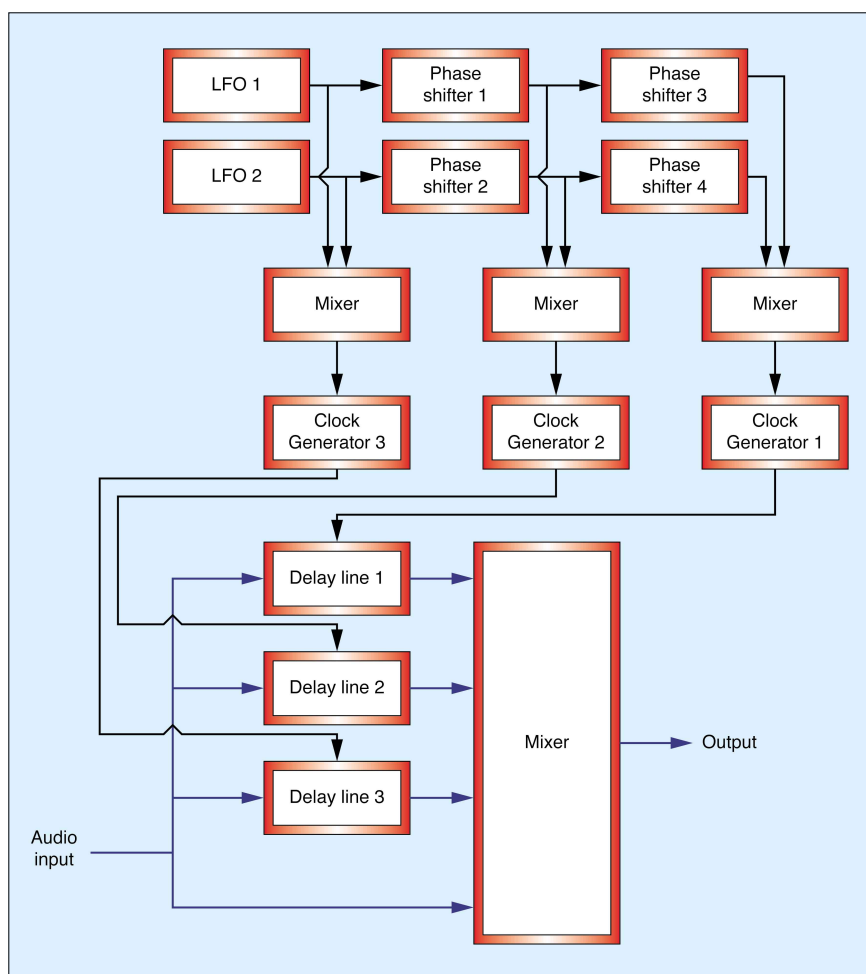 LFO 1
Phase
shifter 1
Phase
shifter 3
LFO 2
Phase
shifter 2
Phase
shifter 4
Mixer
Mixer
Mixer
Clock
Generator 3
Clock
Generator 2
Clock
Generator 1
Delay line 1
Delay line 2
Mixer
Output
Delay line 3
Audio
input